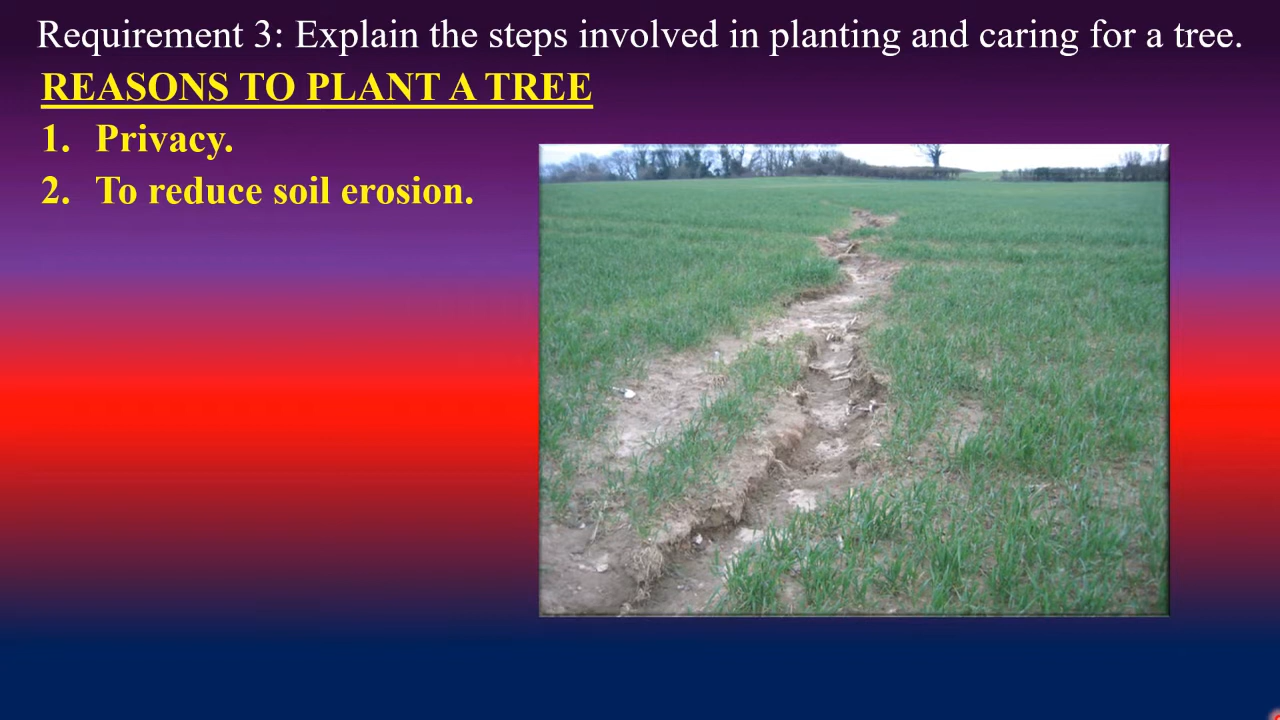 Requirement 3: Explain the steps involved in planting and caring for a tree.
REASONS TO PLANT A TREE
1. Privacy.
2. To reduce soil erosion.